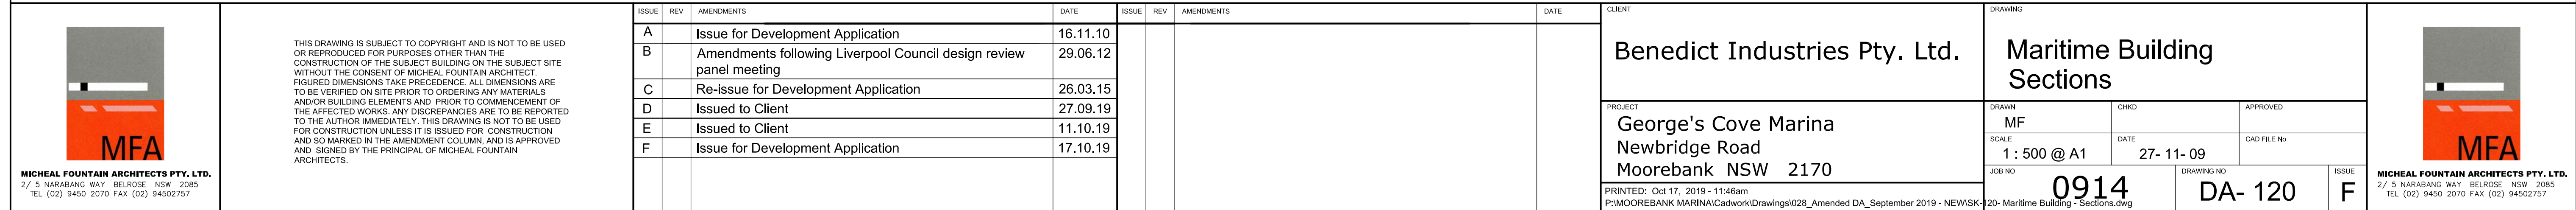 MFA
MICHEAL FOUNTAIN ARCHITECTS PTY. LTD.
2/ 5 NARABANG WAY BELROSE NSW 2085
TEL (02) 9450 2070 FAX (02) 94502757
THIS DRAWING IS SUBJECT TO COPYRIGHT AND IS NOT TO BE USED
OR REPRODUCED FOR PURPOSES OTHER THAN THE
CONSTRUCTION OF THE SUBJECT BUILDING ON THE SUBJECT SITE
WITHOUT THE CONSENT OF MICHEAL FOUNTAIN ARCHITECT.
FIGURED DIMENSIONS TAKE PRECEDENCE. ALL DIMENSIONS ARE
TO BE VERIFIED ON SITE PRIOR TO ORDERING ANY MATERIALS
AND/OR BUILDING ELEMENTS AND PRIOR TO COMMENCEMENT OF
THE AFFECTED WORKS. ANY DISCREPANCIES ARE TO BE REPORTED
TO THE AUTHOR IMMEDIATELY. THIS DRAWING IS NOT TO BE USED
FOR CONSTRUCTION UNLESS IT IS ISSUED FOR CONSTRUCTION
AND SO MARKED IN THE AMENDMENT COLUMN, AND IS APPROVED
AND SIGNED BY THE PRINCIPAL OF MICHEAL FOUNTAIN
ARCHITECTS.
ISSUE REV AMENDMENTS DATE
A Issue for Development Application 16.11.10
B Amendments following Liverpool Council design review 29.06.12
panel meeting
C Re-issue for Development Application 26.03.15
D Issued to Client 27.09.19
E Issued to Client 11.10.19
F Issue for Development Application 17.10.19
ISSUE REV AMENDMENTS DATE
CLIENT
Benedict Industries Pty. Ltd.
PROJECT
George's Cove Marina
Newbridge Road
Moorebank NSW 2170
PRINTED: Oct 17, 2019 - 11:46am
P:\MOOREBANK MARINA\Cadwork\Drawings\028_Amended DA_September 2019 - NEW\SK-120- Maritime Building - Sections.dwg
DRAWING
Maritime Building
Sections
DRAWN CHKD APPROVED
MF
SCALE DATE CAD FILE No
1 : 500 @ A1 27- 11- 09
JOB NO DRAWING NO ISSUE
0914 DA- 120 F
MFA
MICHEAL FOUNTAIN ARCHITECTS PTY. LTD.
2/ 5 NARABANG WAY BELROSE NSW 2085
TEL (02) 9450 2070 FAX (02) 94502757